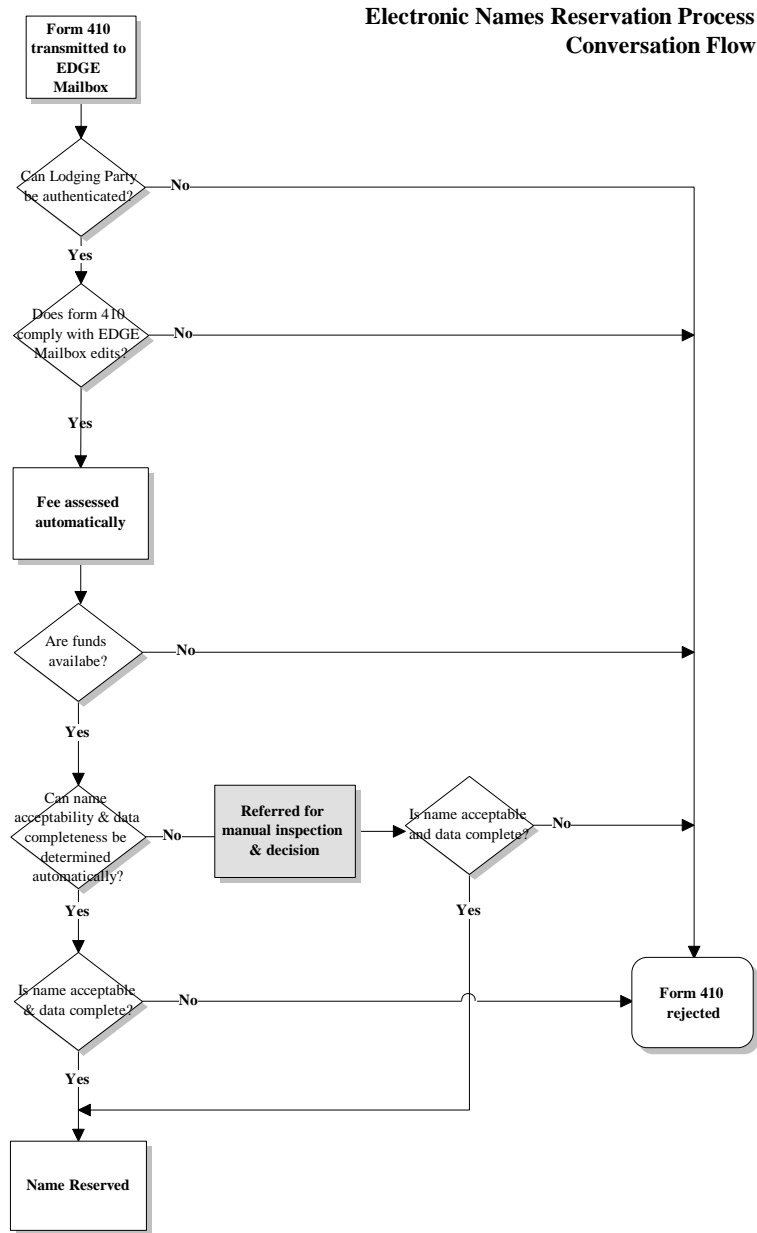 Electronic Names Reservation Process
Conversation Flow
Form 410
transmitted to
EDGE
Mailbox
Can Lodging Party
be authenticated?
No
Yes
Does form 410
comply with EDGE
Mailbox edits?
No
Yes
Fee assessed
automatically
Are funds
availabe?
No
Yes
Can name
acceptability & data
completeness be
determined
automatically?
No
Referred for
manual inspection
& decision
Is name acceptable
and data complete?
No
Yes
Yes
Is name acceptable
& data complete?
No
Form 410
rejected
Yes
Name Reserved